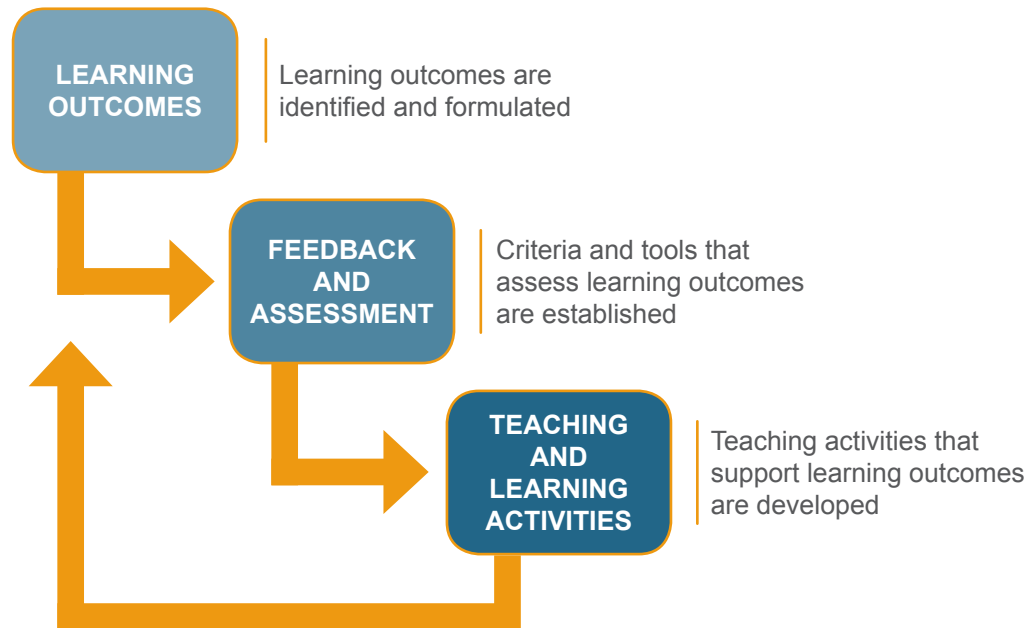 LEARNING
OUTCOMES
Learning outcomes are
identified and formulated
FEEDBACK
AND
ASSESSMENT
Criteria and tools that
assess learning outcomes
are established
TEACHING
AND
LEARNING
ACTIVITIES
Teaching activities that
support learning outcomes
are developed